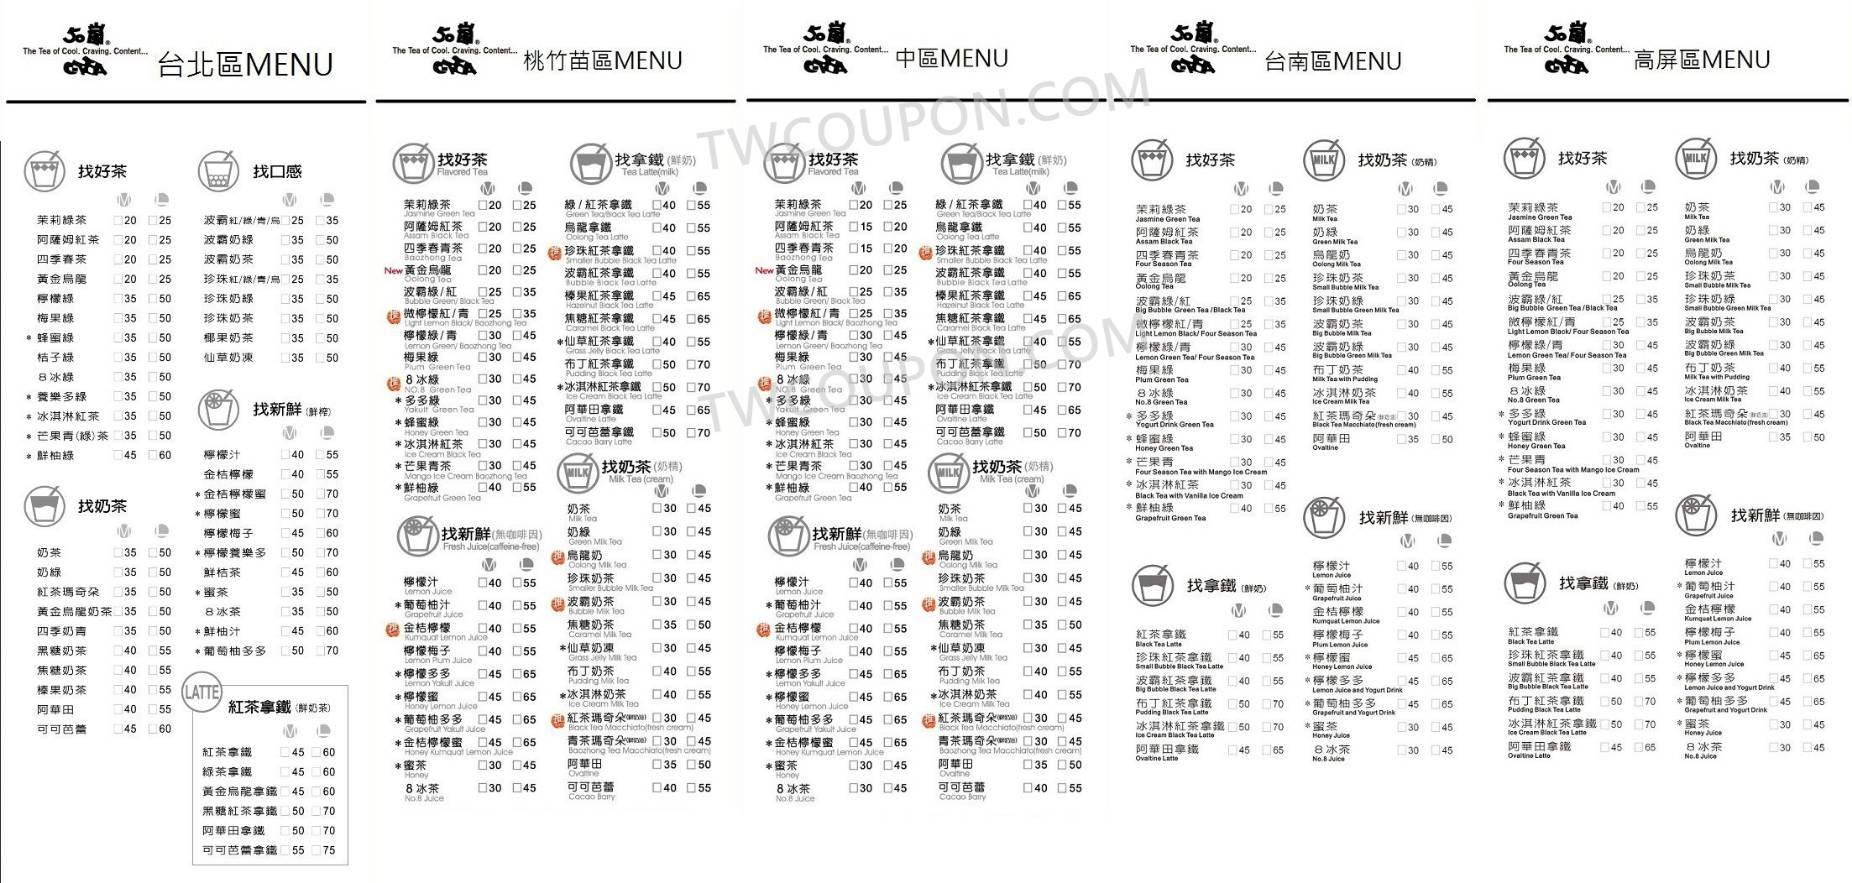 50嵐®
The Tea of Cool. Craving. Content...
台北區MENU
找好茶
M L
茉莉綠茶 20 25
阿薩姆紅茶 20 25
四季春茶 20 25
黃金烏龍 20 25
檸檬綠 35 50
梅果綠 35 50
* 蜂蜜綠 35 50
桔子綠 35 50
8冰綠 35 50
* 養樂多綠 35 50
* 冰淇淋紅茶 35 50
* 芒果青(綠)茶 35 50
* 鮮柚綠 45 60
找奶茶
M L
奶茶 35 50
奶綠 35 50
紅茶瑪奇朵 35 50
黃金烏龍奶茶 35 50
四季奶青 35 50
黑糖奶茶 40 55
焦糖奶茶 40 55
榛果奶茶 40 55
阿華田 40 55
可可芭蕾 45 60
找口感
M L
波霸紅/綠/青/烏 25 35
波霸奶綠 35 50
波霸奶茶 35 50
珍珠紅/綠/青/烏 25 35
珍珠奶綠 35 50
珍珠奶茶 35 50
椰果奶茶 35 50
仙草奶凍 35 50
找新鮮(鮮榨)
M L
檸檬汁 40 55
金桔檸檬 40 55
* 金桔檸檬蜜 50 70
* 檸檬蜜 50 70
檸檬梅子 45 60
* 檸檬養樂多 50 70
鮮桔茶 45 60
* 蜜茶 35 50
8冰茶 35 50
* 鮮柚汁 45 60
* 葡萄柚多多 50 70
LATTE
紅茶拿鐵(鮮奶茶)
M L
紅茶拿鐵 45 60
綠茶拿鐵 45 60
黃金烏龍拿鐵 45 60
黑糖紅茶拿鐵 50 70
阿華田拿鐵 50 70
可可芭蕾拿鐵 55 75
50嵐®
The Tea of Cool. Craving. Content...
桃竹苗區MENU
找好茶
Flavored Tea
M L
茉莉綠茶 20 25
Jasmine Green Tea
阿薩姆紅茶 20 25
Assam Black Tea
四季春青茶 20 25
Baozhong Tea
New 黃金烏龍 20 25
Oolong Tea
波霸綠/紅 25 35
Bubble Green/ Black Tea
微檸檬紅/青 25 35
Light Lemon Black/ Baozhong Tea
檸檬綠/青 30 45
Lemon Green/ Baozhong Tea
梅果綠 30 45
Plum Green Tea
8冰綠 30 45
NO.8 Green Tea
*多多綠 30 45
Yakult Green Tea
*蜂蜜綠 30 45
Honey Green Tea
*冰淇淋紅茶 30 45
Ice Cream Black Tea
*芒果青茶 30 45
Mango Ice Cream Baozhong Tea
*鮮柚綠 40 55
Grapefruit Green Tea
找新鮮(無咖啡因)
Fresh Juice(caffeine-free)
M L
檸檬汁 40 55
Lemon Juice
*葡萄柚汁 40 55
Grapefruit Juice
金桔檸檬 40 55
Kumquat Lemon Juice
檸檬梅子 40 55
Lemon Plum Juice
*檸檬多多 45 65
Lemon Yakult Juice
*檸檬蜜 45 65
Honey Lemon Juice
*葡萄柚多多 45 65
Grapefruit Yakult Juice
*金桔檸檬蜜 45 65
Honey Kumquat Lemon Juice
*蜜茶 30 45
Honey
8冰茶 30 45
No.8 Juice
找拿鐵(鮮奶)
Tea Latte(milk)
M L
綠/紅茶拿鐵 40 55
Green Tea/Black Tea Latte
烏龍拿鐵 40 55
Oolong Tea Latte
珍珠紅茶拿鐵 40 55
Smaller Bubble Black Tea Latte
波霸紅茶拿鐵 40 55
Bubble Black Tea Latte
榛果紅茶拿鐵 45 65
Hazelnut Black Tea Latte
焦糖紅茶拿鐵 45 65
Caramel Black Tea Latte
*仙草紅茶拿鐵 40 55
Grass Jelly Black Tea Latte
布丁紅茶拿鐵 50 70
Pudding Black Tea Latte
*冰淇淋紅茶拿鐵 50 70
Ice Cream Black Tea Latte
阿華田拿鐵 45 65
Ovaltine Latte
可可芭蕾拿鐵 50 70
Cacao Barry Latte
MILK
找奶茶(奶精)
Milk Tea (cream)
M L
奶茶 30 45
Milk Tea
奶綠 30 45
Green Milk Tea
烏龍奶 30 45
Oolong Milk Tea
珍珠奶茶 30 45
Smaller Bubble Milk Tea
波霸奶茶 30 45
Bubble Milk Tea
焦糖奶茶 35 50
Caramel Milk Tea
*仙草奶凍 30 45
Grass Jelly Milk Tea
布丁奶茶 40 55
Pudding Milk Tea
*冰淇淋奶茶 40 55
Ice Cream Milk Tea
紅茶瑪奇朵 30 45
Black Tea Macchiato(fresh cream)
青茶瑪奇朵 30 45
Baozhong Tea Macchiato(fresh cream)
阿華田 35 50
Ovaltine
可可芭蕾 40 55
Cacao Barry
50嵐®
The Tea of Cool. Craving. Content...
中區MENU
找好茶
Flavored Tea
M L
茉莉綠茶 20 25
Jasmine Green Tea
阿薩姆紅茶 15 20
Assam Black Tea
四季春青茶 15 20
Baozhong Tea
New 黃金烏龍 20 25
Oolong Tea
波霸綠/紅 25 35
Bubble Green/ Black Tea
微檸檬紅/青 25 35
Light Lemon Black/ Baozhong Tea
檸檬綠/青 30 45
Lemon Green/ Baozhong Tea
梅果綠 30 45
Plum Green Tea
8冰綠 30 45
NO.8 Green Tea
*多多綠 30 45
Yakult Green Tea
*蜂蜜綠 30 45
Honey Green Tea
*冰淇淋紅茶 30 45
Ice Cream Black Tea
*芒果青茶 30 45
Mango Ice Cream Baozhong Tea
*鮮柚綠 40 55
Grapefruit Green Tea
找新鮮(無咖啡因)
Fresh Juice(caffeine-free)
M L
檸檬汁 40 55
Lemon Juice
*葡萄柚汁 40 55
Grapefruit Juice
金桔檸檬 40 55
Kumquat Lemon Juice
檸檬梅子 40 55
Lemon Plum Juice
*檸檬多多 45 65
Lemon Yakult Juice
*檸檬蜜 45 65
Honey Lemon Juice
*葡萄柚多多 45 65
Grapefruit Yakult Juice
*金桔檸檬蜜 45 65
Honey Kumquat Lemon Juice
*蜜茶 30 45
Honey
8冰茶 30 45
No.8 Juice
找拿鐵(鮮奶)
Tea Latte(milk)
M L
綠/紅茶拿鐵 40 55
Green Tea/Black Tea Latte
烏龍拿鐵 40 55
Oolong Tea Latte
珍珠紅茶拿鐵 40 55
Smaller Bubble Black Tea Latte
波霸紅茶拿鐵 40 55
Bubble Black Tea Latte
榛果紅茶拿鐵 45 65
Hazelnut Black Tea Latte
焦糖紅茶拿鐵 45 65
Caramel Black Tea Latte
*仙草紅茶拿鐵 40 55
Grass Jelly Black Tea Latte
布丁紅茶拿鐵 50 70
Pudding Black Tea Latte
*冰淇淋紅茶拿鐵 50 70
Ice Cream Black Tea Latte
阿華田拿鐵 45 65
Ovaltine Latte
可可芭蕾拿鐵 50 70
Cacao Barry Latte
MILK
找奶茶(奶精)
Milk Tea (cream)
M L
奶茶 30 45
Milk Tea
奶綠 30 45
Green Milk Tea
烏龍奶 30 45
Oolong Milk Tea
珍珠奶茶 30 45
Smaller Bubble Milk Tea
波霸奶茶 30 45
Bubble Milk Tea
焦糖奶茶 35 50
Caramel Milk Tea
*仙草奶凍 30 45
Grass Jelly Milk Tea
布丁奶茶 40 55
Pudding Milk Tea
*冰淇淋奶茶 40 55
Ice Cream Milk Tea
紅茶瑪奇朵 30 45
Black Tea Macchiato(fresh cream)
青茶瑪奇朵 30 45
Baozhong Tea Macchiato(fresh cream)
阿華田 35 50
Ovaltine
可可芭蕾 40 55
Cacao Barry
50嵐®
The Tea of Cool. Craving. Content...
台南區MENU
找好茶
M L
茉莉綠茶 20 25
Jasmine Green Tea
阿薩姆紅茶 20 25
Assam Black Tea
四季春青茶 20 25
Four Season Tea
黃金烏龍 20 25
Oolong Tea
波霸綠/紅 25 35
Big Bubble Green Tea /Black Tea
微檸檬紅/青 25 35
Light Lemon Black/ Four Season Tea
檸檬綠/青 30 45
Lemon Green Tea/ Four Season Tea
梅果綠 30 45
Plum Green Tea
8冰綠 30 45
No.8 Green Tea
* 多多綠 30 45
Yogurt Drink Green Tea
* 蜂蜜綠 30 45
Honey Green Tea
* 芒果青 30 45
Four Season Tea with Mango Ice Cream
* 冰淇淋紅茶 30 45
Black Tea with Vanilla Ice Cream
* 鮮柚綠 40 55
Grapefruit Green Tea
找拿鐵(鮮奶)
M L
紅茶拿鐵 40 55
Black Tea Latte
珍珠紅茶拿鐵 40 55
Small Bubble Black Tea Latte
波霸紅茶拿鐵 40 55
Big Bubble Black Tea Latte
布丁紅茶拿鐵 50 70
Pudding Black Tea Latte
冰淇淋紅茶拿鐵 50 70
Ice Cream Black Tea Latte
阿華田拿鐵 45 65
Ovaltine Latte
MILK
找奶茶(奶精)
M L
奶茶 30 45
Milk Tea
奶綠 30 45
Green Milk Tea
烏龍奶 30 45
Oolong Milk Tea
珍珠奶茶 30 45
Small Bubble Milk Tea
珍珠奶綠 30 45
Small Bubble Green Milk Tea
波霸奶茶 30 45
Big Bubble Milk Tea
波霸奶綠 30 45
Big Bubble Green Milk Tea
布丁奶茶 40 55
Milk Tea with Pudding
冰淇淋奶茶 40 55
Ice Cream Milk Tea
紅茶瑪奇朵 30 45
Black Tea Macchiato(fresh cream)
阿華田 35 50
Ovaltine
找新鮮(無咖啡因)
M L
檸檬汁 40 55
Lemon Juice
* 葡萄柚汁 40 55
Grapefruit Juice
金桔檸檬 40 55
Kumquat Lemon Juice
檸檬梅子 40 55
Plum Lemon Juice
* 檸檬蜜 45 65
Honey Lemon Juice
* 檸檬多多 45 65
Lemon Juice and Yogurt Drink
* 葡萄柚多多 45 65
Grapefruit and Yogurt Drink
* 蜜茶 30 45
Honey Juice
8冰茶 30 45
No.8 Juice
50嵐®
The Tea of Cool. Craving. Content...
高屏區MENU
找好茶
M L
茉莉綠茶 20 25
Jasmine Green Tea
阿薩姆紅茶 20 25
Assam Black Tea
四季春青茶 20 25
Four Season Tea
黃金烏龍 20 25
Oolong Tea
波霸綠/紅 25 35
Big Bubble Green Tea /Black Tea
微檸檬紅/青 25 35
Light Lemon Black/ Four Season Tea
檸檬綠/青 30 45
Lemon Green Tea/ Four Season Tea
梅果綠 30 45
Plum Green Tea
8冰綠 30 45
No.8 Green Tea
* 多多綠 30 45
Yogurt Drink Green Tea
* 蜂蜜綠 30 45
Honey Green Tea
* 芒果青 30 45
Four Season Tea with Mango Ice Cream
* 冰淇淋紅茶 30 45
Black Tea with Vanilla Ice Cream
* 鮮柚綠 40 55
Grapefruit Green Tea
找拿鐵(鮮奶)
M L
紅茶拿鐵 40 55
Black Tea Latte
珍珠紅茶拿鐵 40 55
Small Bubble Black Tea Latte
波霸紅茶拿鐵 40 55
Big Bubble Black Tea Latte
布丁紅茶拿鐵 50 70
Pudding Black Tea Latte
冰淇淋紅茶拿鐵 50 70
Ice Cream Black Tea Latte
阿華田拿鐵 45 65
Ovaltine Latte
MILK
找奶茶(奶精)
M L
奶茶 30 45
Milk Tea
奶綠 30 45
Green Milk Tea
烏龍奶 30 45
Oolong Milk Tea
珍珠奶茶 30 45
Small Bubble Milk Tea
珍珠奶綠 30 45
Small Bubble Green Milk Tea
波霸奶茶 30 45
Big Bubble Milk Tea
波霸奶綠 30 45
Big Bubble Green Milk Tea
布丁奶茶 40 55
Milk Tea with Pudding
冰淇淋奶茶 40 55
Ice Cream Milk Tea
紅茶瑪奇朵 30 45
Black Tea Macchiato(fresh cream)
阿華田 35 50
Ovaltine
找新鮮(無咖啡因)
M L
檸檬汁 40 55
Lemon Juice
* 葡萄柚汁 40 55
Grapefruit Juice
金桔檸檬 40 55
Kumquat Lemon Juice
檸檬梅子 40 55
Plum Lemon Juice
* 檸檬蜜 45 65
Honey Lemon Juice
* 檸檬多多 45 65
Lemon Juice and Yogurt Drink
* 葡萄柚多多 45 65
Grapefruit and Yogurt Drink
* 蜜茶 30 45
Honey Juice
8冰茶 30 45
No.8 Juice
TWCOUPON.COM
TWCOUPON.COM